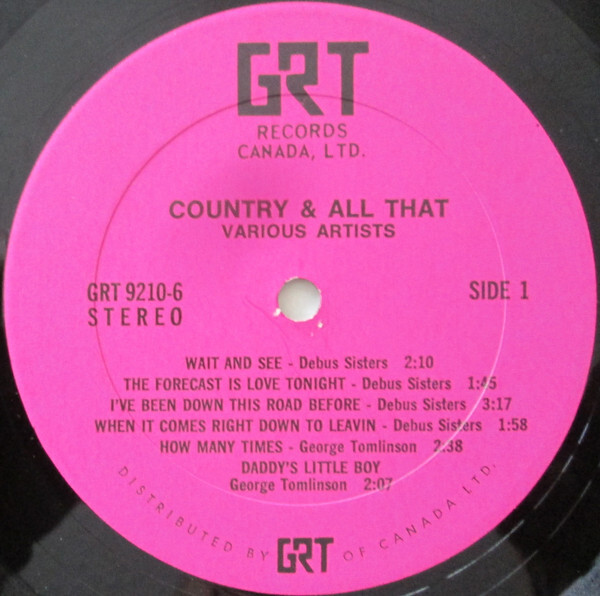 GRT
RECORDS
CANADA, LTD.
COUNTRY & ALL THAT
VARIOUS ARTISTS
GRT 9210-6
STEREO
SIDE 1
WAIT AND SEE - Debus Sisters 2:10
THE FORECAST IS LOVE TONIGHT - Debus Sisters 1:45
I'VE BEEN DOWN THIS ROAD BEFORE - Debus Sisters 3:17
WHEN IT COMES RIGHT DOWN TO LEAVIN - Debus Sisters 1:58
HOW MANY TIMES - George Tomlinson 2:38
DADDY'S LITTLE BOY
George Tomlinson 2:07
DISTRIBUTED BY GRT OF CANADA LTD.